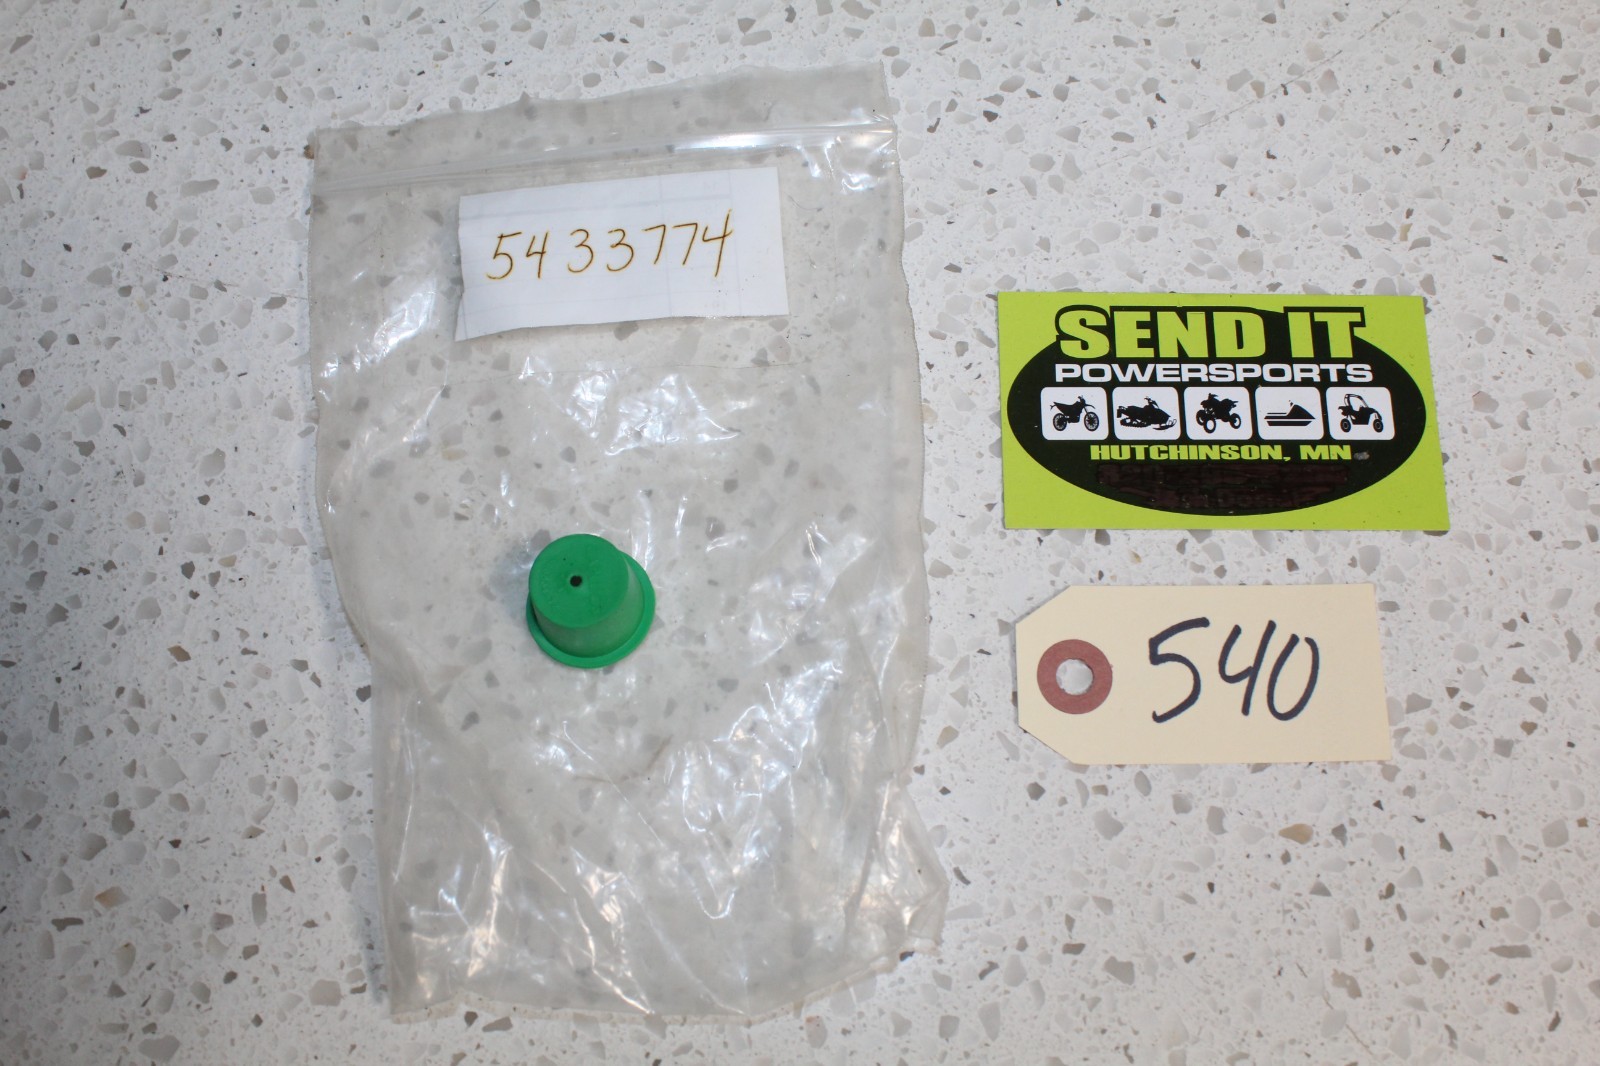 5433774
SEND IT
POWERSPORTS
HUTCHINSON, MN
540